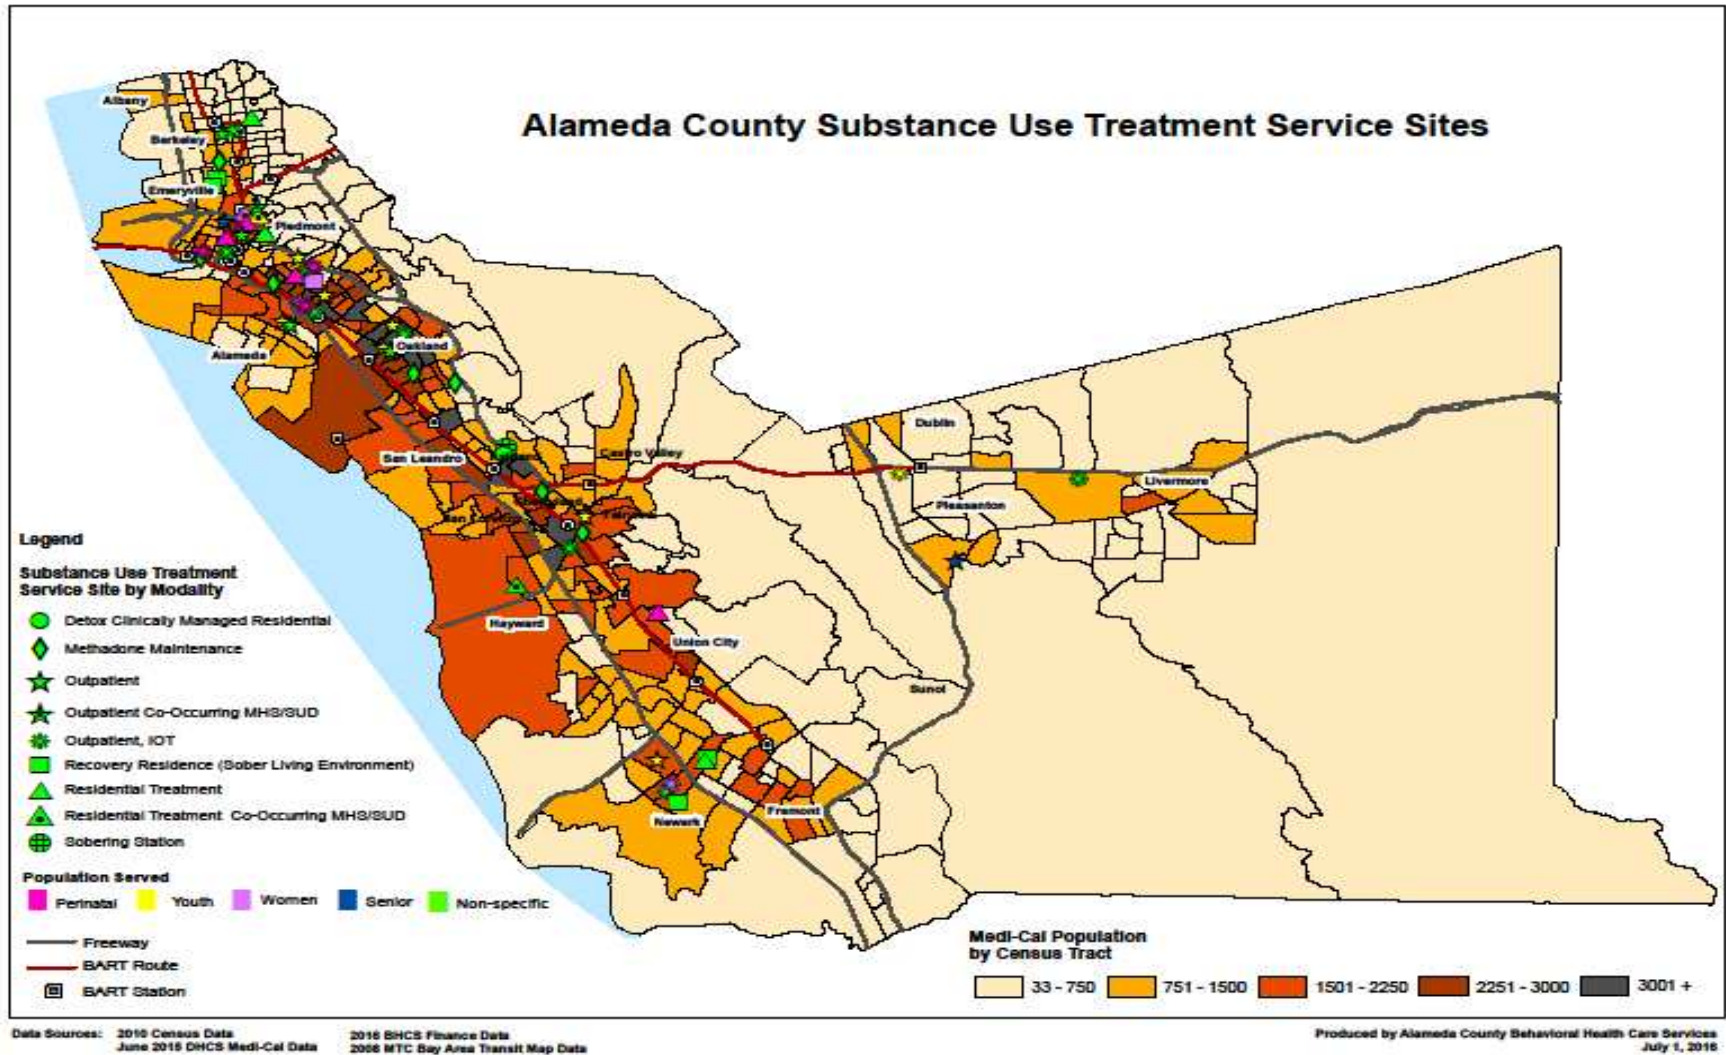 Alameda County Substance Use Treatment Service Sites
Albany
Berkeley
Emeryville
Piedmont
Alameda
Oakland
San Leandro
Castro Valley
Dublin
Livermore
Pleasanton
Hayward
Union City
Sunol
Newark
Fremont
Legend
Substance Use Treatment
Service Site by Modality
Detox Clinically Managed Residential
Methadone Maintenance
Outpatient
Outpatient Co-Occurring MHS/SUD
Outpatient, IOT
Recovery Residence (Sober Living Environment)
Residential Treatment
Residential Treatment Co-Occurring MHS/SUD
Sobering Station
Population Served
Perinatal Youth Women Senior Non-specific
Freeway
BART Route
BART Station
Medi-Cal Population
by Census Tract
33 - 750 751 - 1500 1501 - 2250 2251 - 3000 3001 +
Data Sources: 2010 Census Data
June 2015 DHCS Medi-Cal Data
2016 BHCS Finance Data
2008 MTC Bay Area Transit Map Data
Produced by Alameda County Behavioral Health Care Services
July 1, 2016